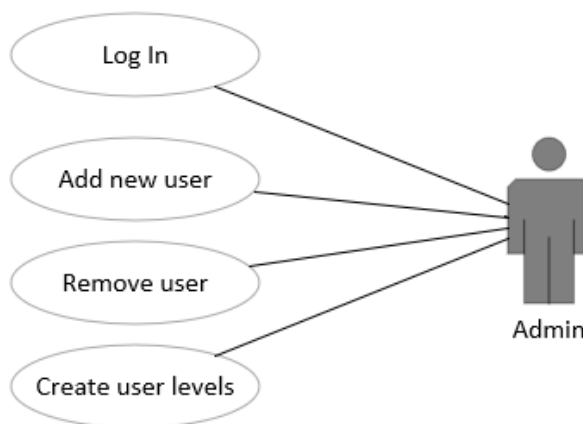 Log In
Add new user
Remove user
Admin
Create user levels